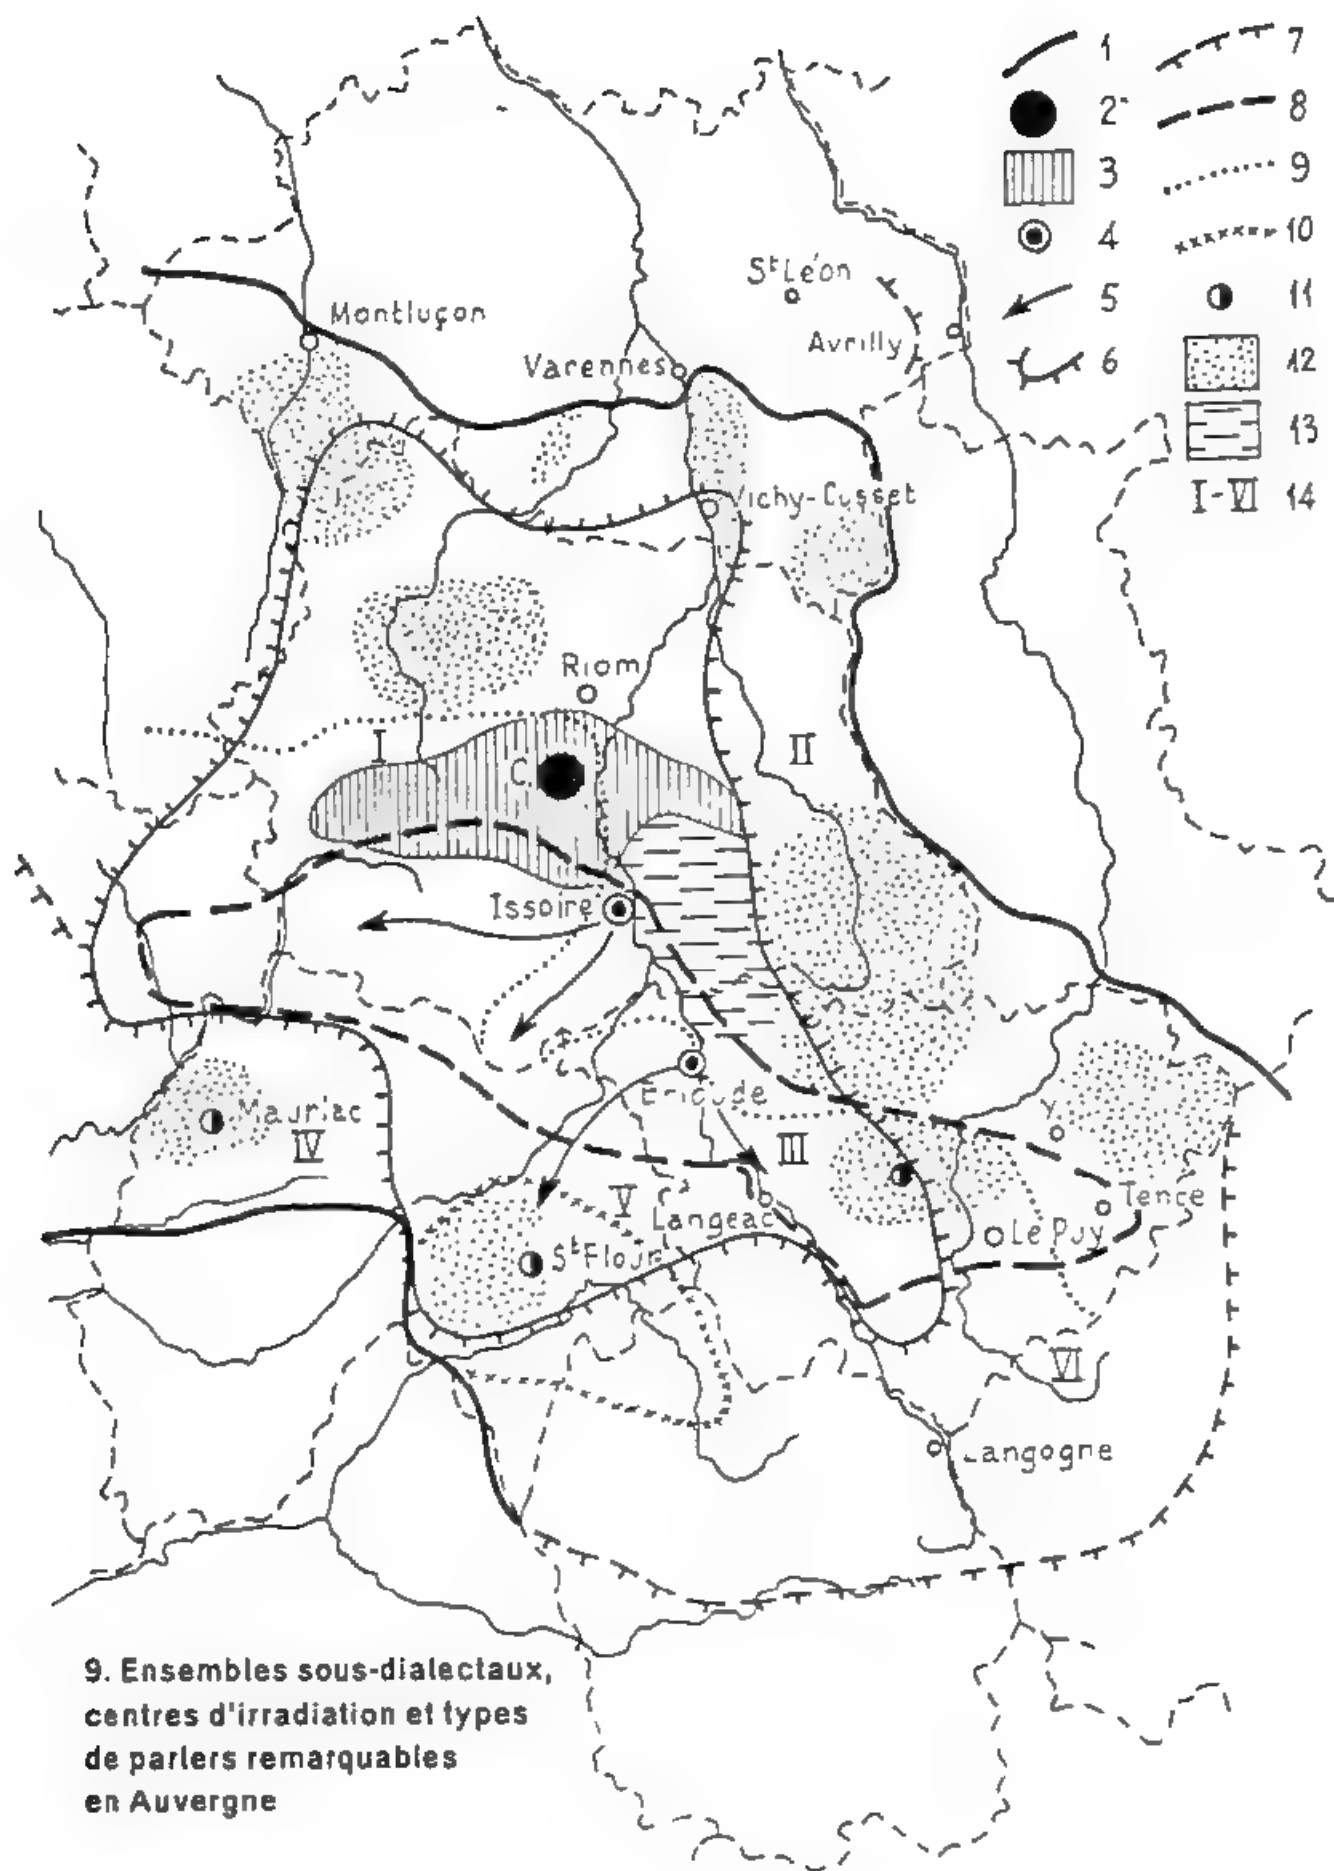 1
7
2
8
3
9
4
10
5
11
6
12
13
I-VI
14
St Léon
Montluçon
Avrilly
Varennes
Vichy-Cusset
Riom
I
II
C
Issoire
Brioude
Mauriac
IV
III
Y
V
Tence
Langeac
Le Puy
St Flour
VI
Langogne
9. Ensembles sous-dialectaux,
centres d'irradiation et types
de parlers remarquables
en Auvergne